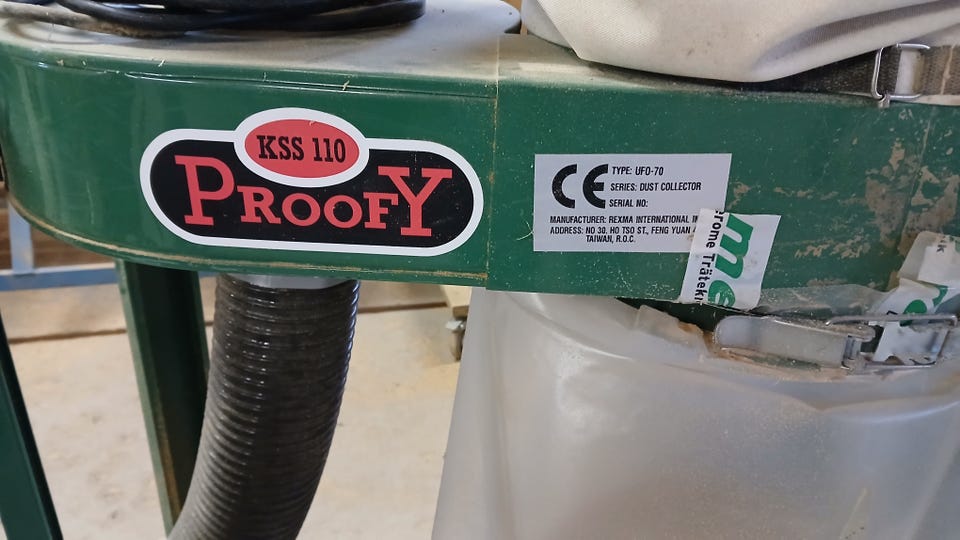 KSS 110
PROOFY
CE
TYPE: UFO-70
SERIES: DUST COLLECTOR
SERIAL NO:
MANUFACTURER: REXMA INTERNATIONAL
ADDRESS: NO 30, HO TSO ST., FENG YUAN
TAIWAN, R.O.C.